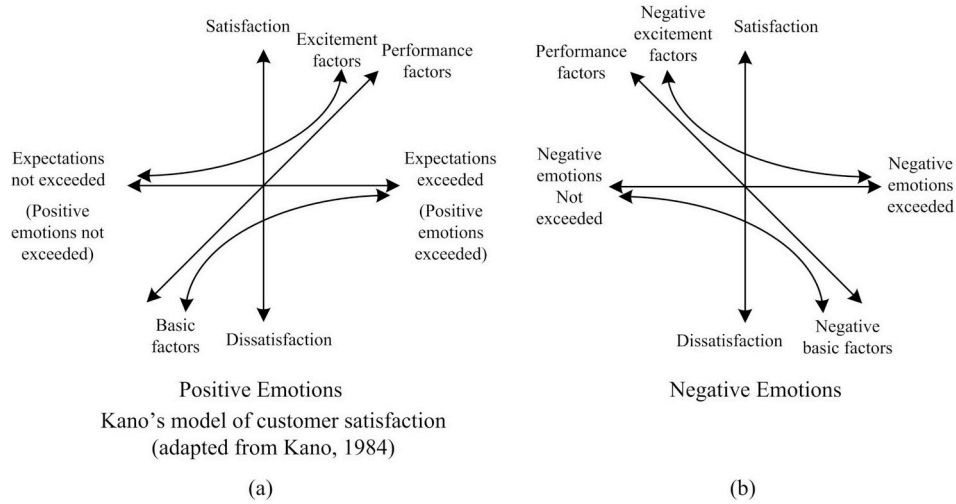 Satisfaction
Excitement
factors
Performance
factors
Expectations
not exceeded
(Positive
emotions not
exceeded)
Expectations
exceeded
(Positive
emotions
exceeded)
Basic
factors
Dissatisfaction
Positive Emotions
Kano's model of customer satisfaction
(adapted from Kano, 1984)
(a)
Negative
excitement
factors
Satisfaction
Performance
factors
Negative
emotions
Not
exceeded
Negative
emotions
exceeded
Dissatisfaction
Negative
basic factors
Negative Emotions
(b)